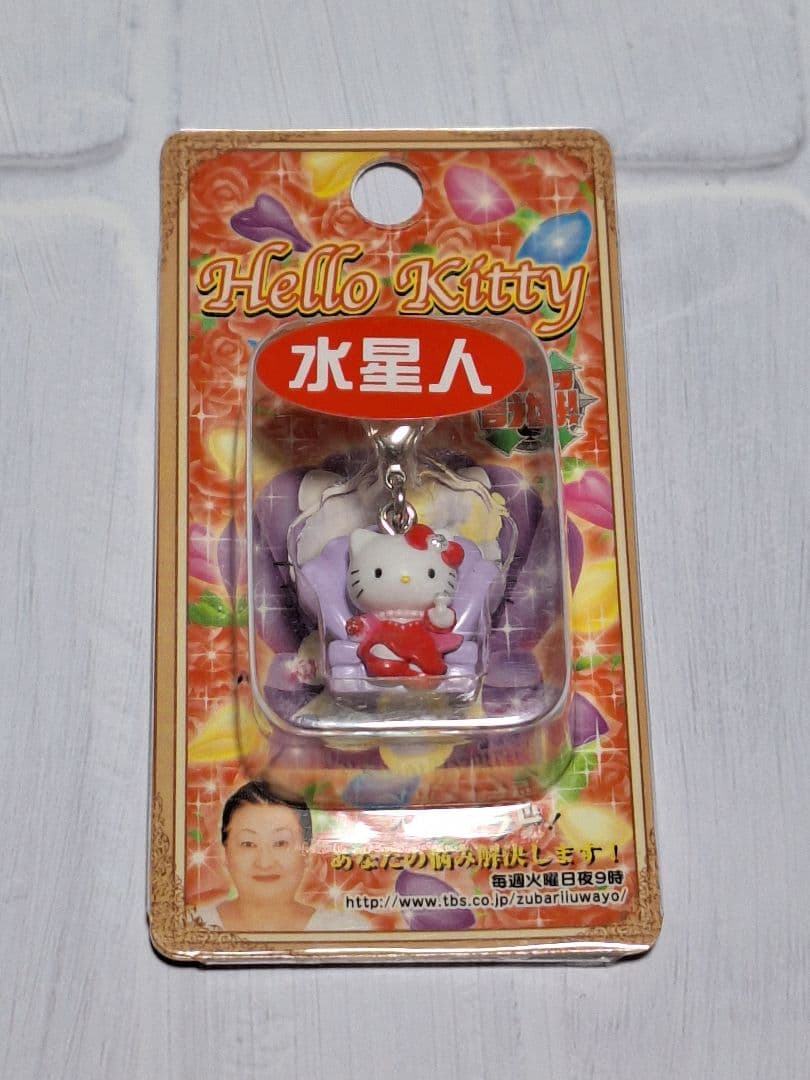 Hello Kitty
水星人
あなたの悩み解決します!
毎週火曜日夜9時
http://www.tbs.co.jp/zubariiuwayo/